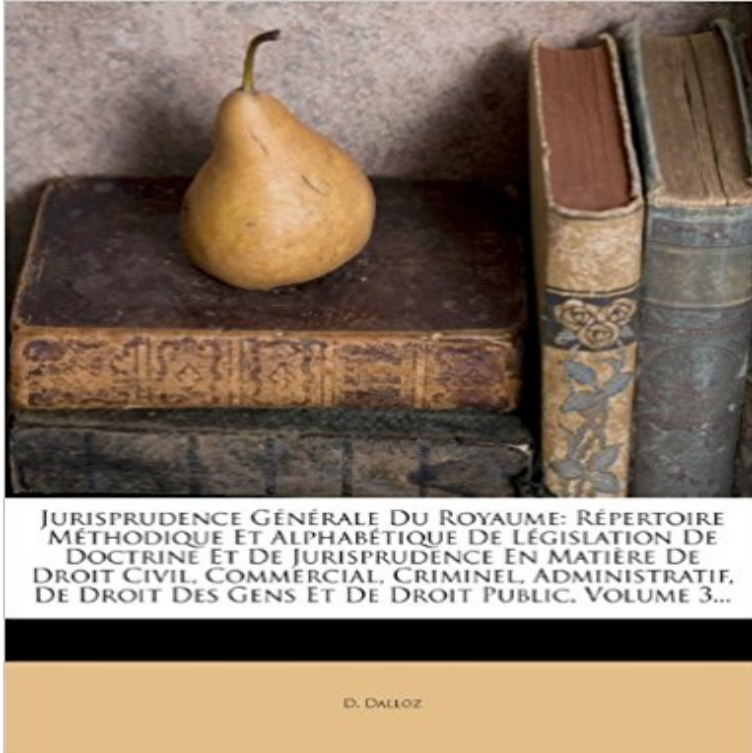 Jurisprudence Générale Du Royaume: Répertoire
Méthodique Et Alphabétique De Législation De
Doctrine Et De Jurisprudence En Matière De
Droit Civil, Commercial, Criminel, Administratif,
De Droit Des Gens Et De Droit Public, Volume 3...
D. Dalloz